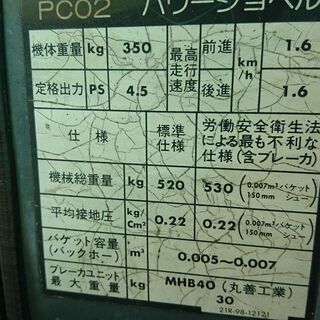 PC02 パワーショベル
機体重量 kg 350 最高走行速度 km/h 前進 1.6
定格出力 PS 4.5 後進 1.6
仕様 標準仕様 労働安全衛生法による最も不利な仕様(含ブレーカ)
機械総重量 kg 520 530 (0.007m³バケット 150mm シュー)
平均接地圧 kg/Cm² 0.22 0.22 (0.007m³バケット 150mm シュー)
バケット容量(バックホー) m³ 0.005~0.007
ブレーカユニット最大重量 kg MHB40 (丸善工業) 30
21R-98-12121